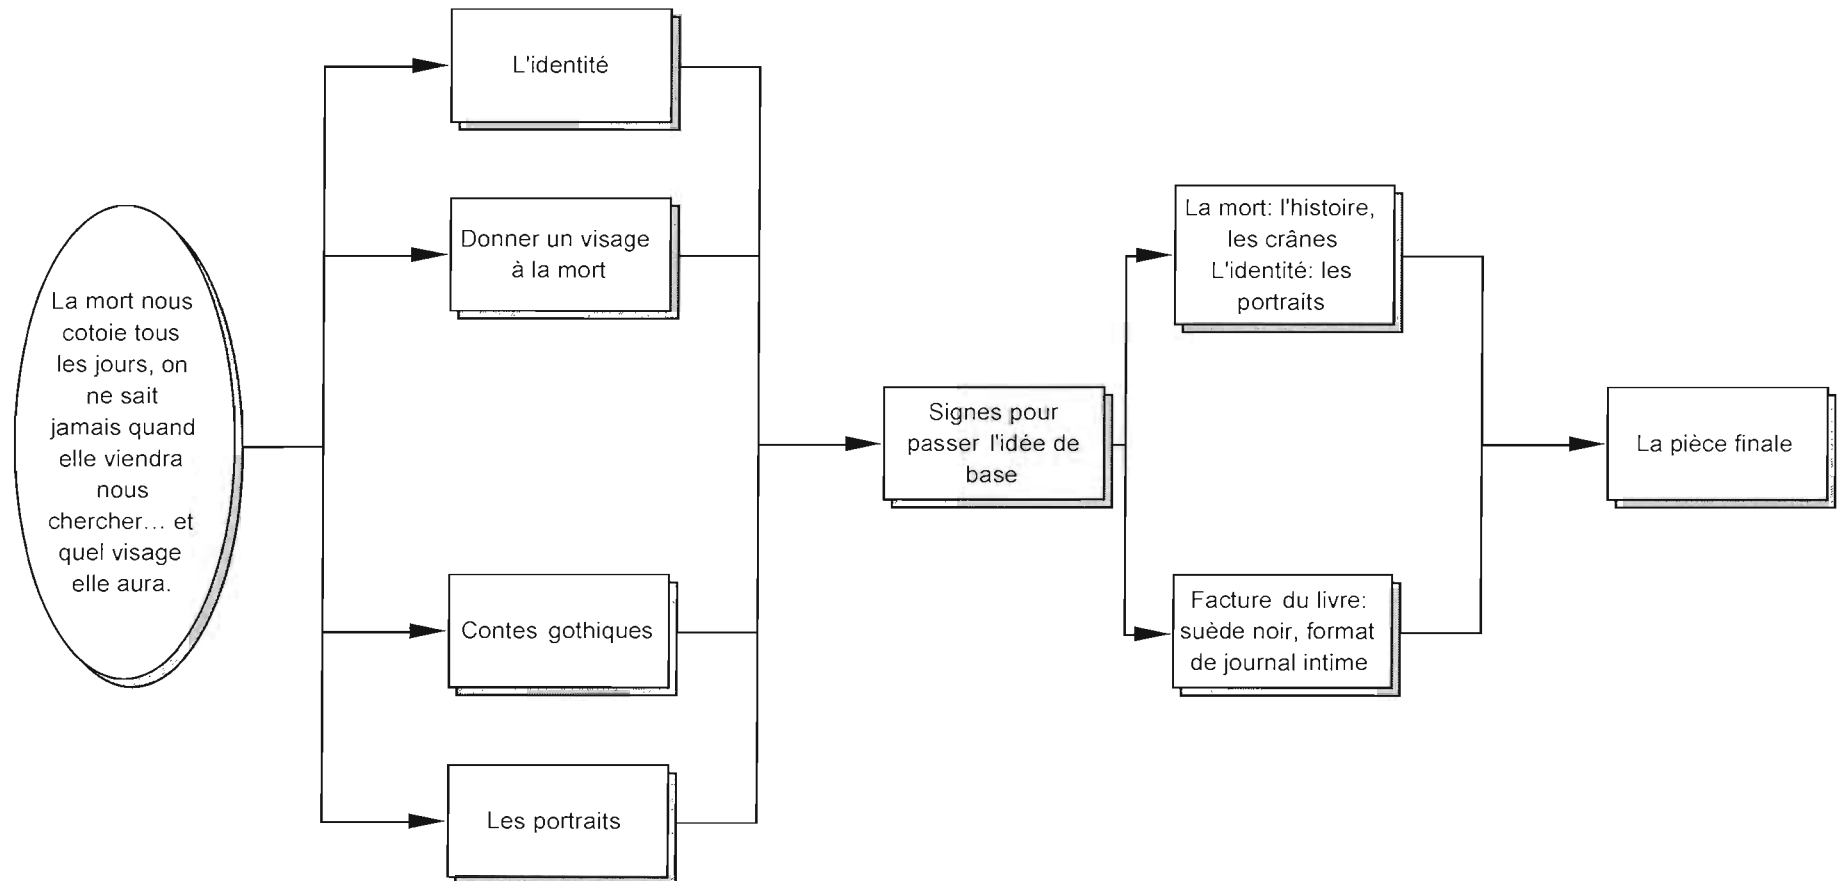 La mort nous
cotoie tous
les jours, on
ne sait
jamais quand
elle viendra
nous
chercher... et
quel visage
elle aura.
L'identité
Donner un visage
à la mort
Contes gothiques
Les portraits
Signes pour
passer l'idée de
base
La mort: l'histoire,
les crânes
L'identité: les
portraits
Facture du livre:
suède noir, format
de journal intime
La pièce finale